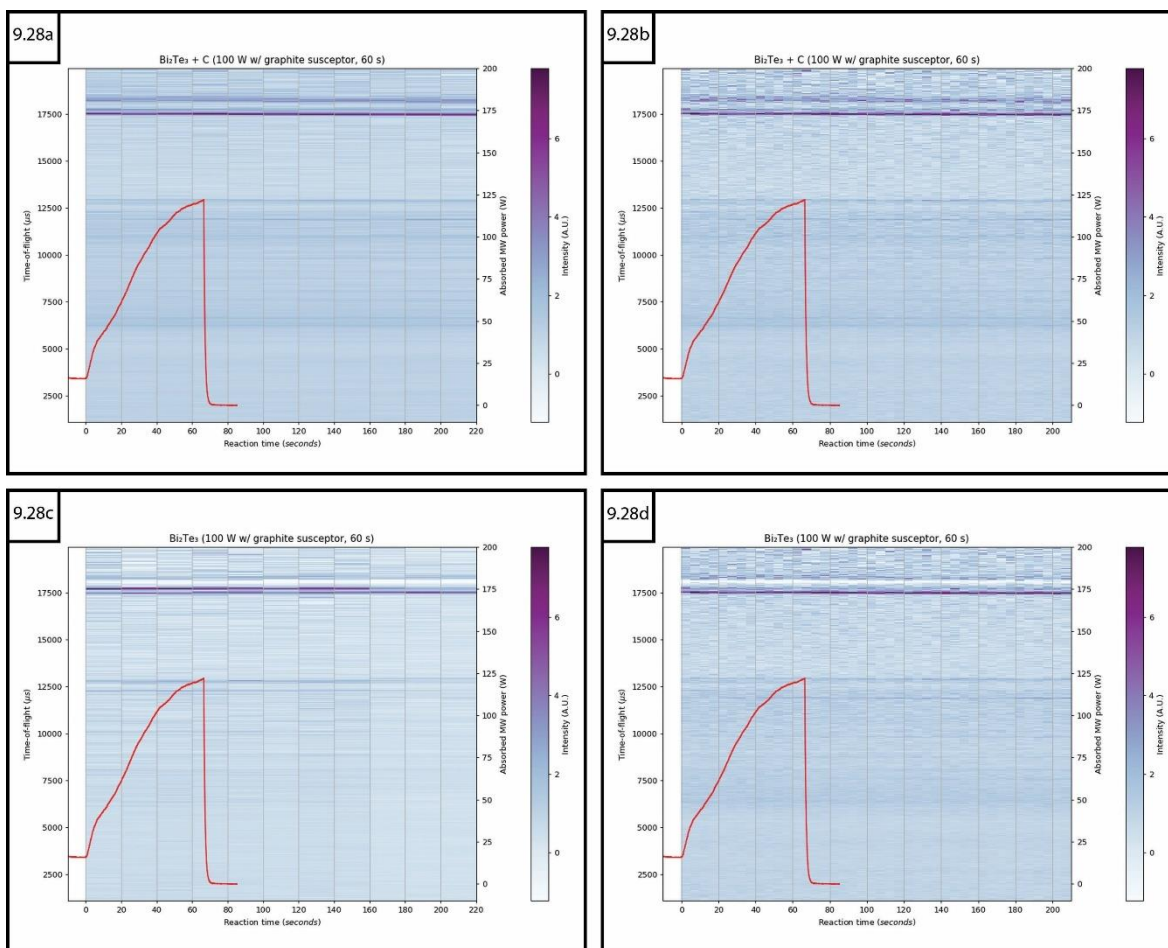 9.28a
Bi₂Te₃ + C (100 W w/ graphite susceptor, 60 s)
Time-of-flight (μs)
17500
15000
12500
10000
7500
5000
2500
0 20 40 60 80 100 120 140 160 180 200 220
Reaction time (seconds)
200
175
150
125
100
75
50
25
0
Absorbed MW power (W)
6
4
2
0
Intensity (A.U.)
9.28b
Bi₂Te₃ + C (100 W w/ graphite susceptor, 60 s)
Time-of-flight (μs)
17500
15000
12500
10000
7500
5000
2500
0 20 40 60 80 100 120 140 160 180 200
Reaction time (seconds)
200
175
150
125
100
75
50
25
0
Absorbed MW power (W)
6
4
2
0
Intensity (A.U.)
9.28c
Bi₂Te₃ (100 W w/ graphite susceptor, 60 s)
Time-of-flight (μs)
17500
15000
12500
10000
7500
5000
2500
0 20 40 60 80 100 120 140 160 180 200 220
Reaction time (seconds)
200
175
150
125
100
75
50
25
0
Absorbed MW power (W)
6
4
2
0
Intensity (A.U.)
9.28d
Bi₂Te₃ (100 W w/ graphite susceptor, 60 s)
Time-of-flight (μs)
17500
15000
12500
10000
7500
5000
2500
0 20 40 60 80 100 120 140 160 180 200
Reaction time (seconds)
200
175
150
125
100
75
50
25
0
Absorbed MW power (W)
6
4
2
0
Intensity (A.U.)